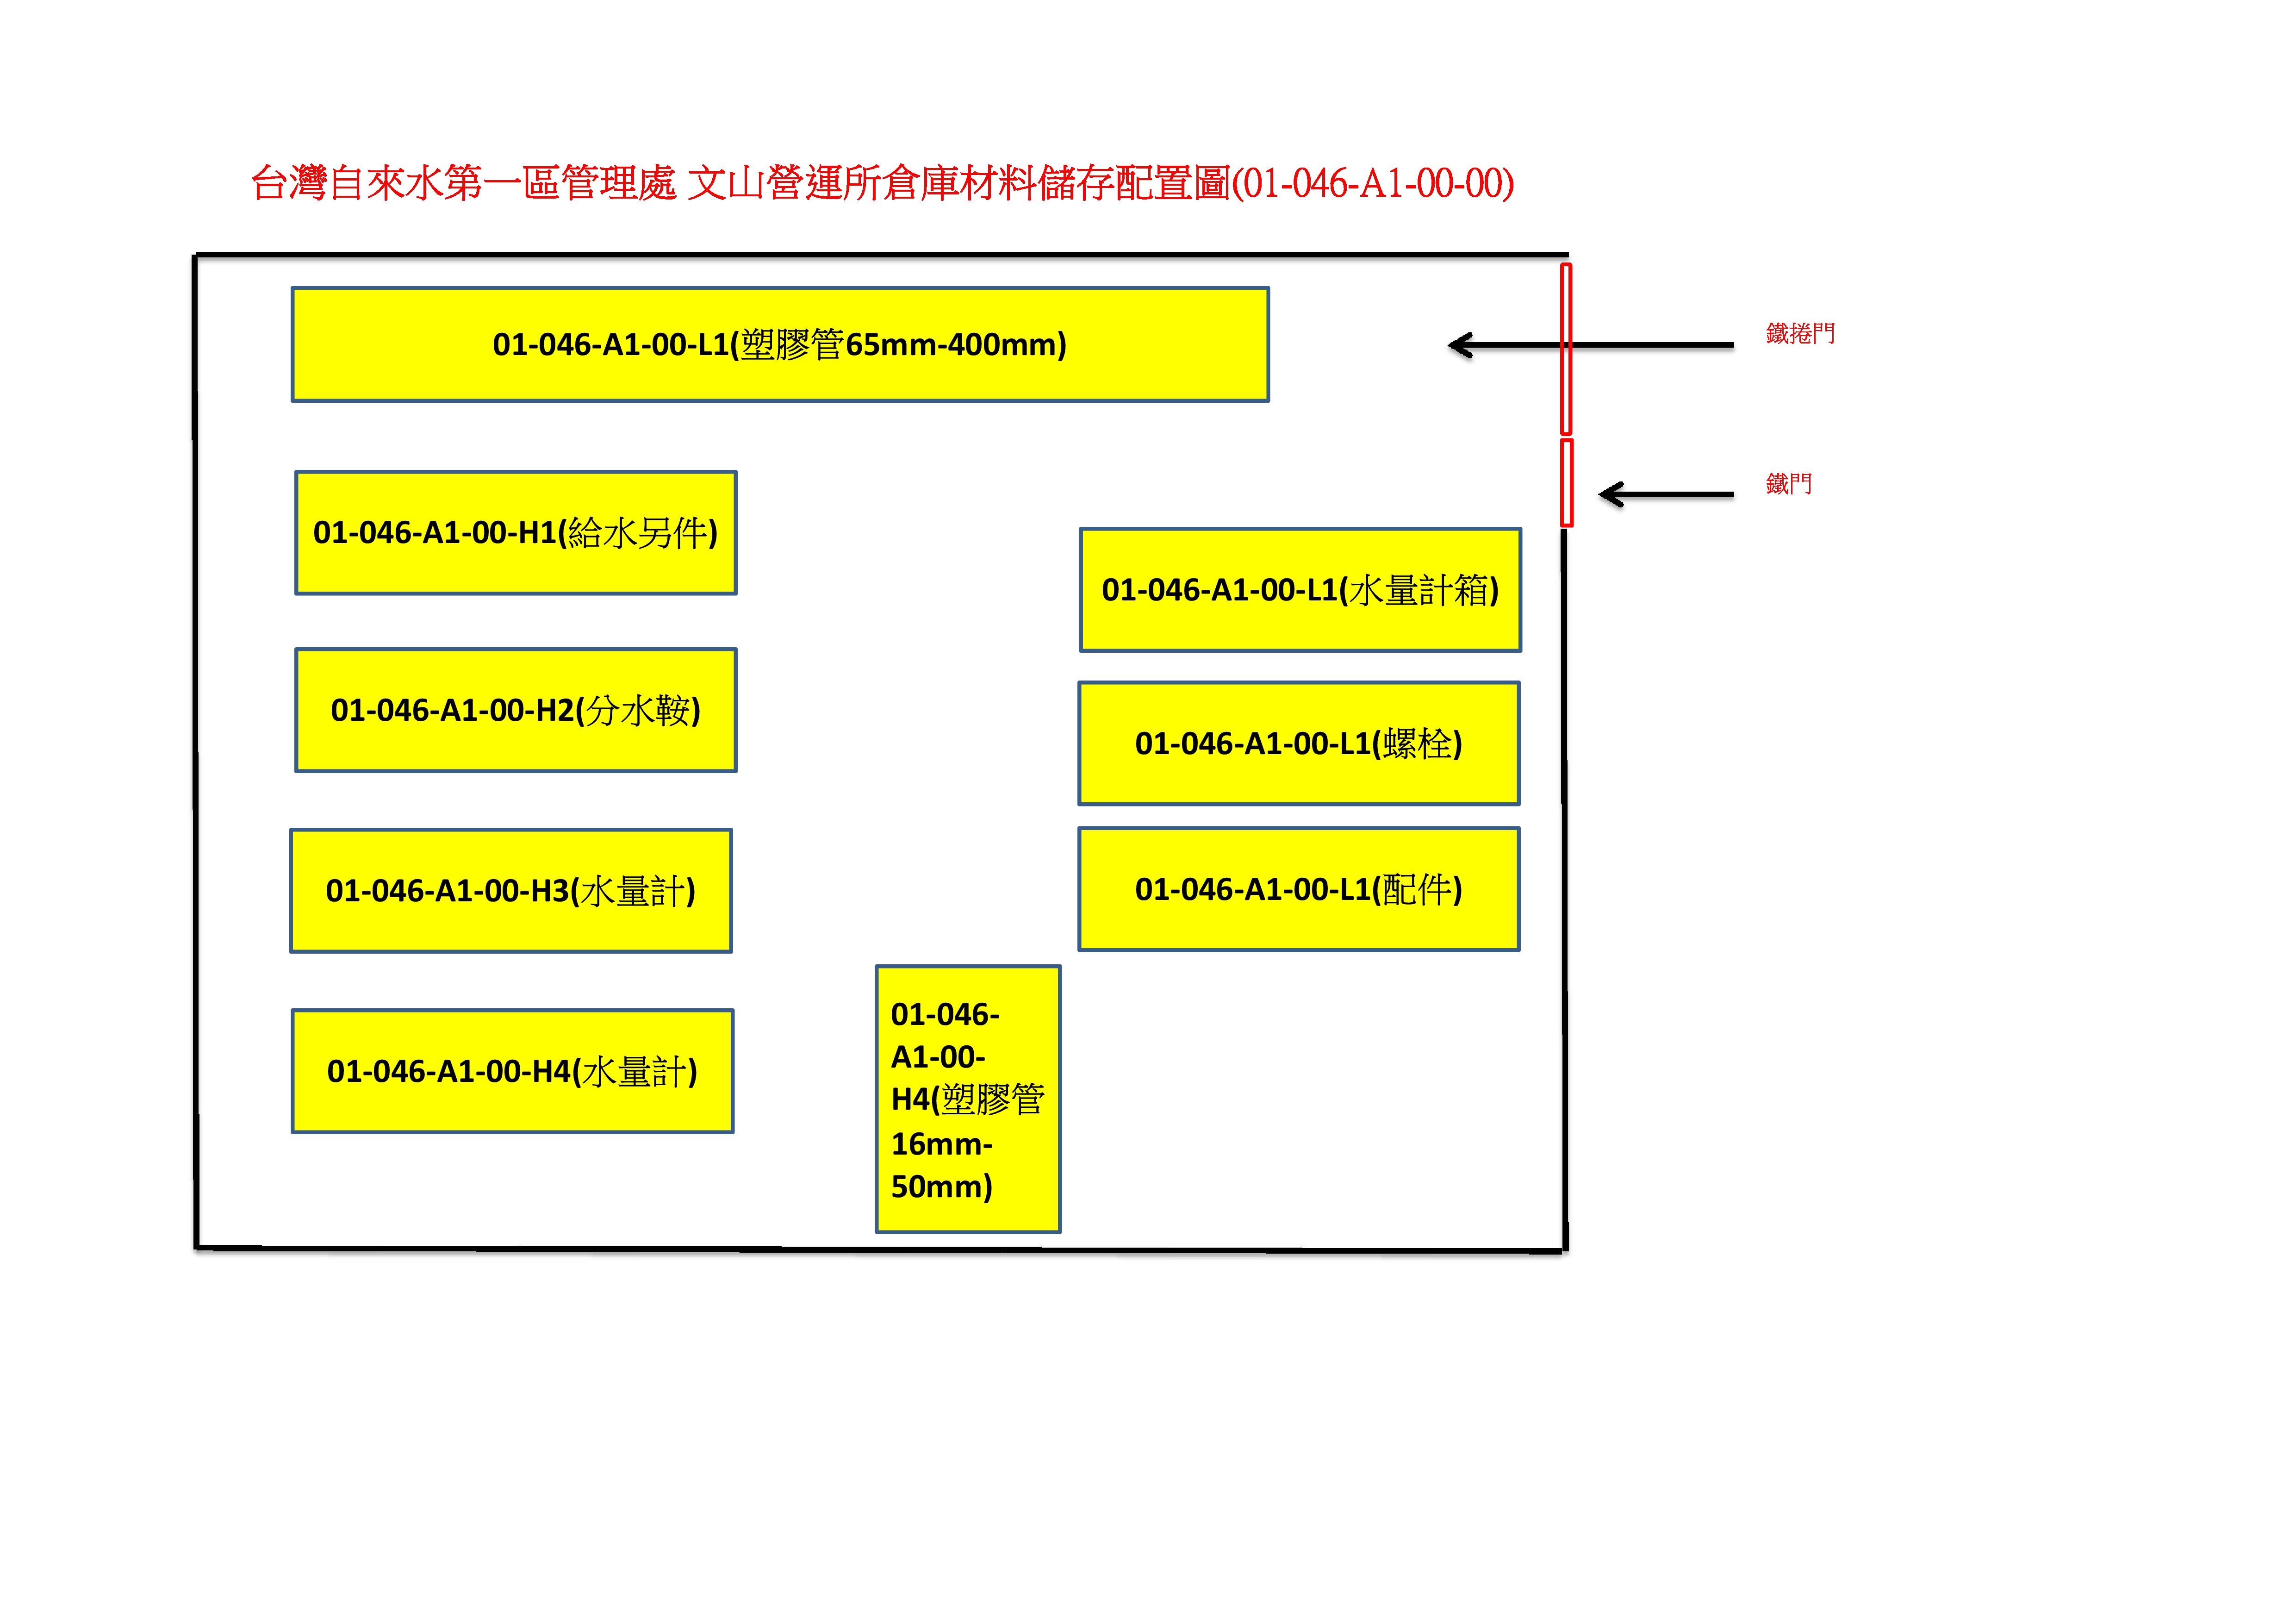 台灣自來水第一區管理處 文山營運所倉庫材料儲存配置圖(01-046-A1-00-00)
01-046-A1-00-L1(塑膠管65mm-400mm)
鐵捲門
鐵門
01-046-A1-00-H1(給水另件)
01-046-A1-00-H2(分水鞍)
01-046-A1-00-H3(水量計)
01-046-A1-00-H4(水量計)
01-046-A1-00-L1(水量計箱)
01-046-A1-00-L1(螺栓)
01-046-A1-00-L1(配件)
01-046-
A1-00-
H4(塑膠管
16mm-
50mm)